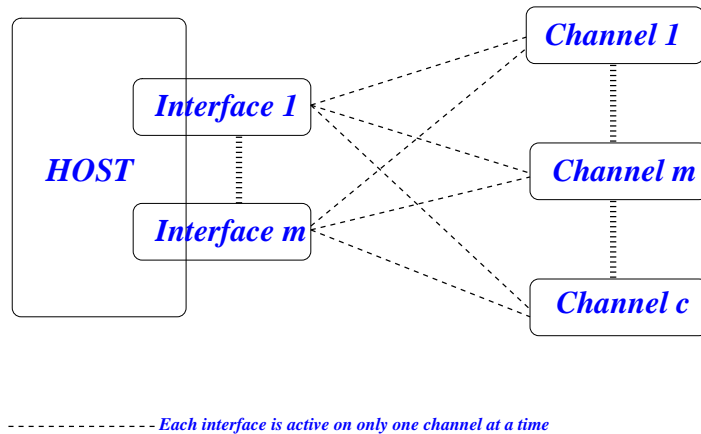 Channel 1
Interface 1
HOST
Channel m
Interface m
Channel c
Each interface is active on only one channel at a time